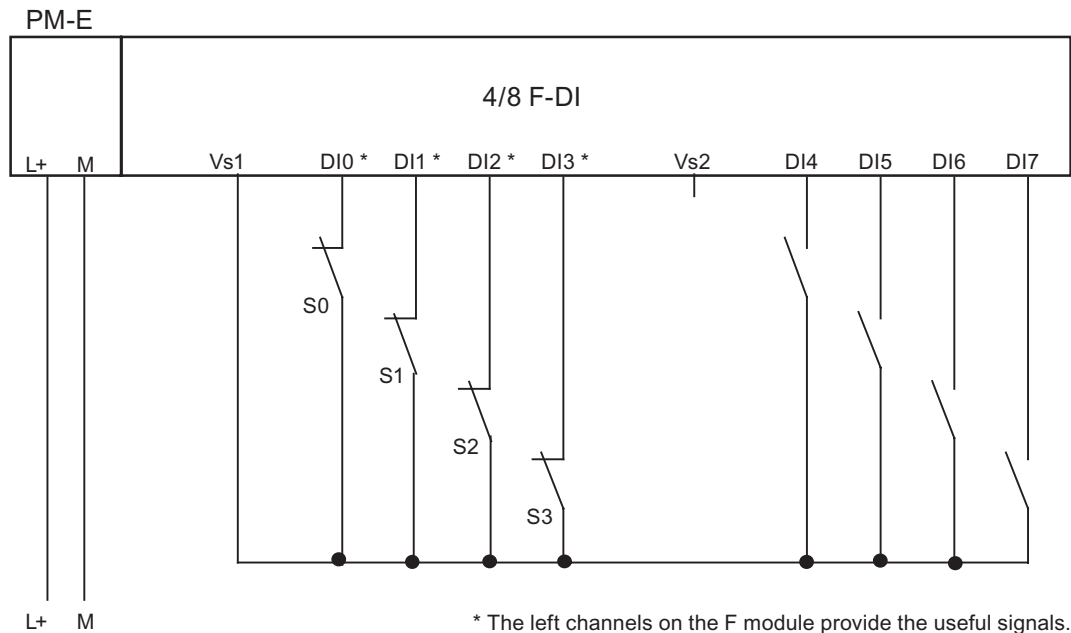 PM-E
4/8 F-DI
L+ M Vs1 DI0 * DI1 * DI2 * DI3 * Vs2 DI4 DI5 DI6 DI7
S0
S1
S2
S3
L+ M * The left channels on the F module provide the useful signals.